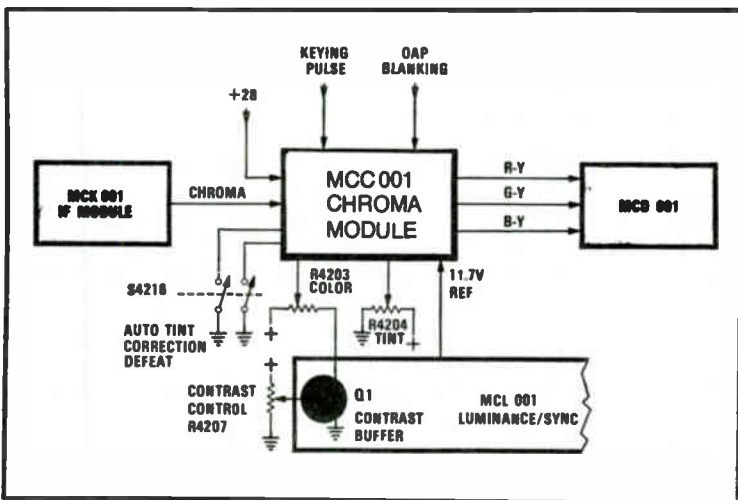 KEYING
PULSE
OAP
BLANKING
+28
MCK 001
IF MODULE
CHROMA
MCC 001
CHROMA
MODULE
R-Y
G-Y
B-Y
MCD 001
S4216
AUTO TINT
CORRECTION
DEFEAT
R4203
COLOR
R4204
TINT
+
11.7V
REF
+
+
CONTRAST
CONTROL
R4207
Q1
CONTRAST
BUFFER
MCL 001
LUMINANCE/SYNC